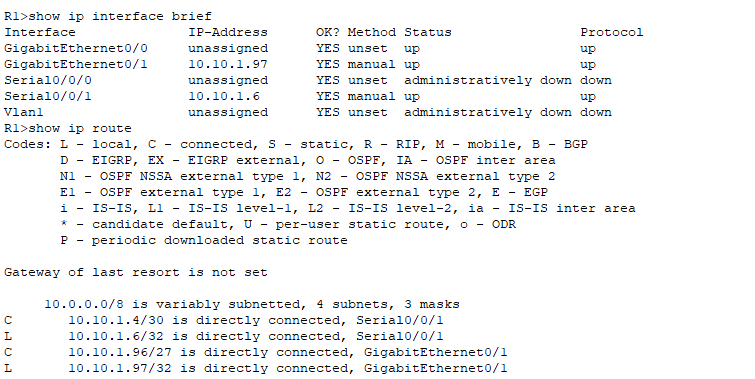 R1>show ip interface brief
Interface              IP-Address      OK? Method Status                Protocol
GigabitEthernet0/0     unassigned      YES unset  up                    up
GigabitEthernet0/1     10.10.1.97      YES manual up                    up
Serial0/0/0            unassigned      YES unset  administratively down down
Serial0/0/1            10.10.1.6       YES manual up                    up
Vlan1                  unassigned      YES unset  administratively down down
R1>show ip route
Codes: L - local, C - connected, S - static, R - RIP, M - mobile, B - BGP
       D - EIGRP, EX - EIGRP external, O - OSPF, IA - OSPF inter area
       N1 - OSPF NSSA external type 1, N2 - OSPF NSSA external type 2
       E1 - OSPF external type 1, E2 - OSPF external type 2, E - EGP
       i - IS-IS, L1 - IS-IS level-1, L2 - IS-IS level-2, ia - IS-IS inter area
       * - candidate default, U - per-user static route, o - ODR
       P - periodic downloaded static route

Gateway of last resort is not set

     10.0.0.0/8 is variably subnetted, 4 subnets, 3 masks
C       10.10.1.4/30 is directly connected, Serial0/0/1
L       10.10.1.6/32 is directly connected, Serial0/0/1
C       10.10.1.96/27 is directly connected, GigabitEthernet0/1
L       10.10.1.97/32 is directly connected, GigabitEthernet0/1